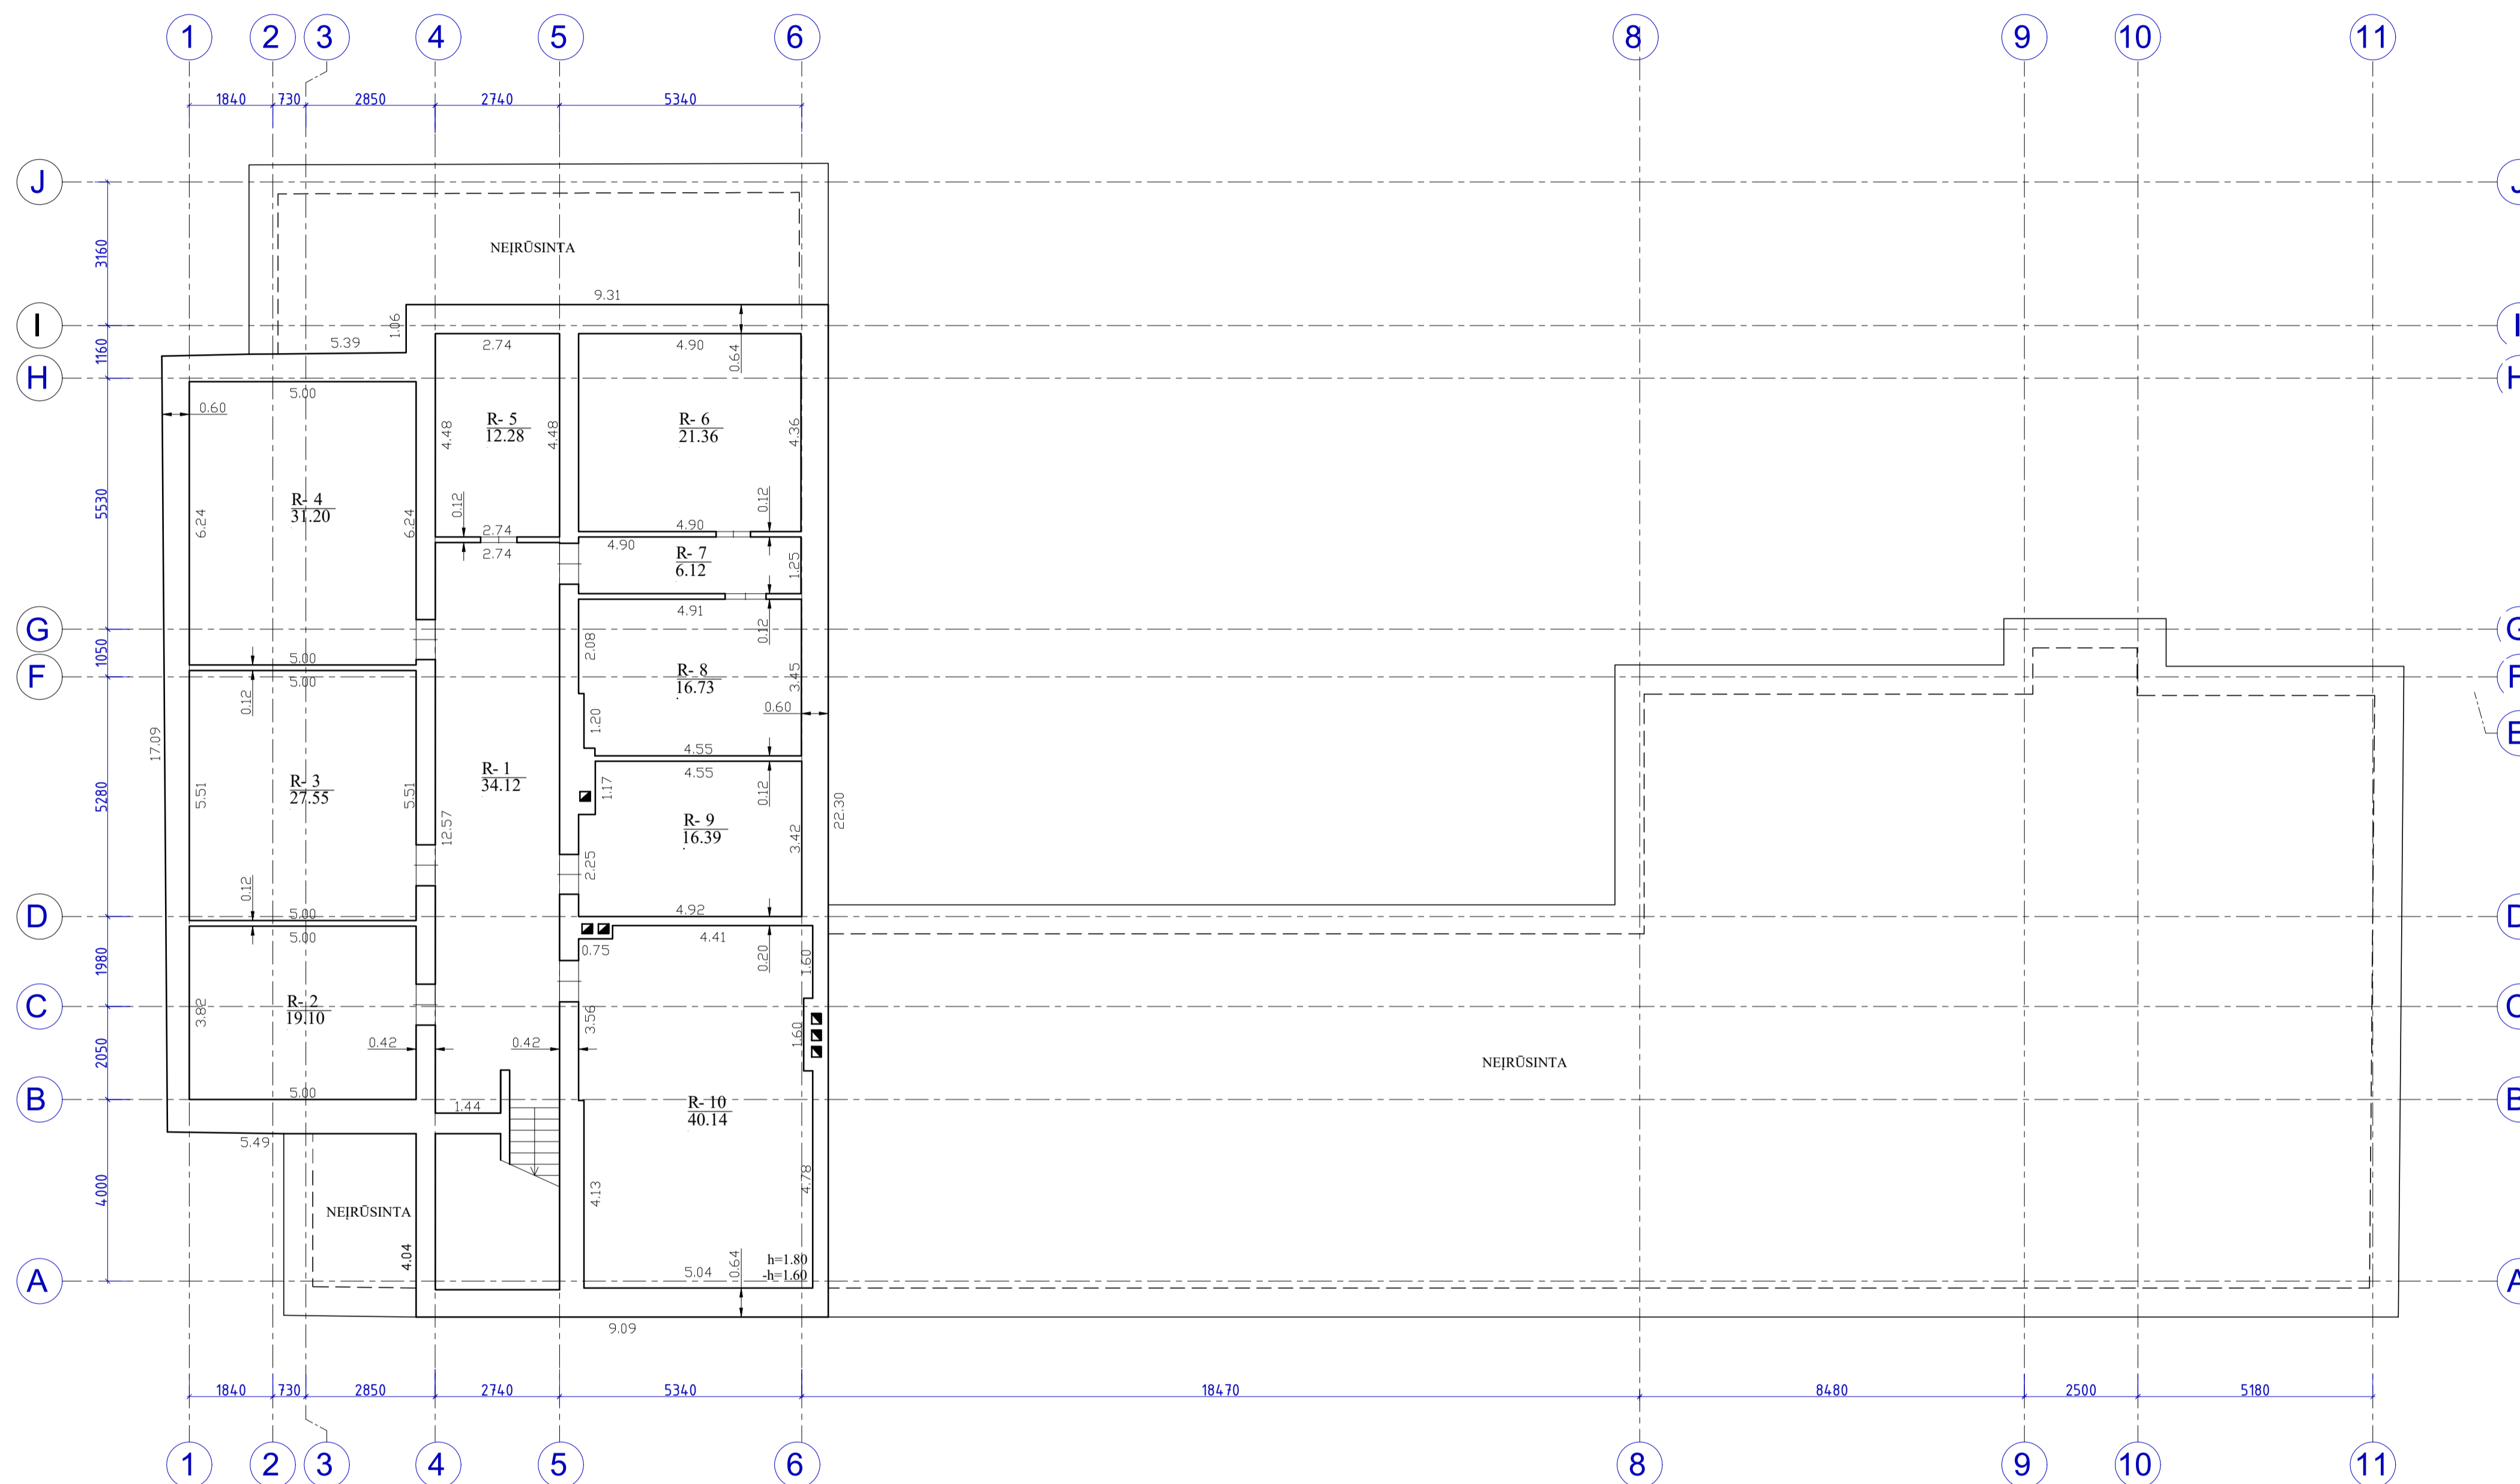 1 2 3 4 5 6 8 9 10 11
1840 730 2850 2740 5340
J
3160
NEĮRŪSINTA
9.31
I
1.06
1160
5.39
2.74
4.90
0.64
H
5.00
0.60
R- 5
12.28
R- 6
21.36
4.48
4.48
4.36
R- 4
31.20
5530
6.24
6.24
0.12
0.12
2.74
4.90
2.74
4.90
R- 7
6.12
1.25
4.91
G
0.12
2.08
1050
5.00
F
5.00
R- 8
16.73
3.45
0.12
1.20
0.60
E
17.09
4.55
R- 1
34.12
4.55
R- 3
27.55
1.17
0.12
5280
5.51
5.51
12.57
R- 9
16.39
22.30
3.42
2.25
0.12
5.00
4.92
D
5.00
4.41
0.75
0.20
1.60
1980
R- 2
19.10
3.82
3.56
C
1.60
0.42
0.42
2050
NEĮRŪSINTA
5.00
B
1.44
R- 10
40.14
5.49
4.000
4.13
4.78
NEĮRŪSINTA
4.04
h=1.80
-h=1.60
5.04
0.64
A
9.09
1840 730 2850 2740 5340 18470 8480 2500 5180
1 2 3 4 5 6 8 9 10 11
J
I
H
G
F
D
C
B
A